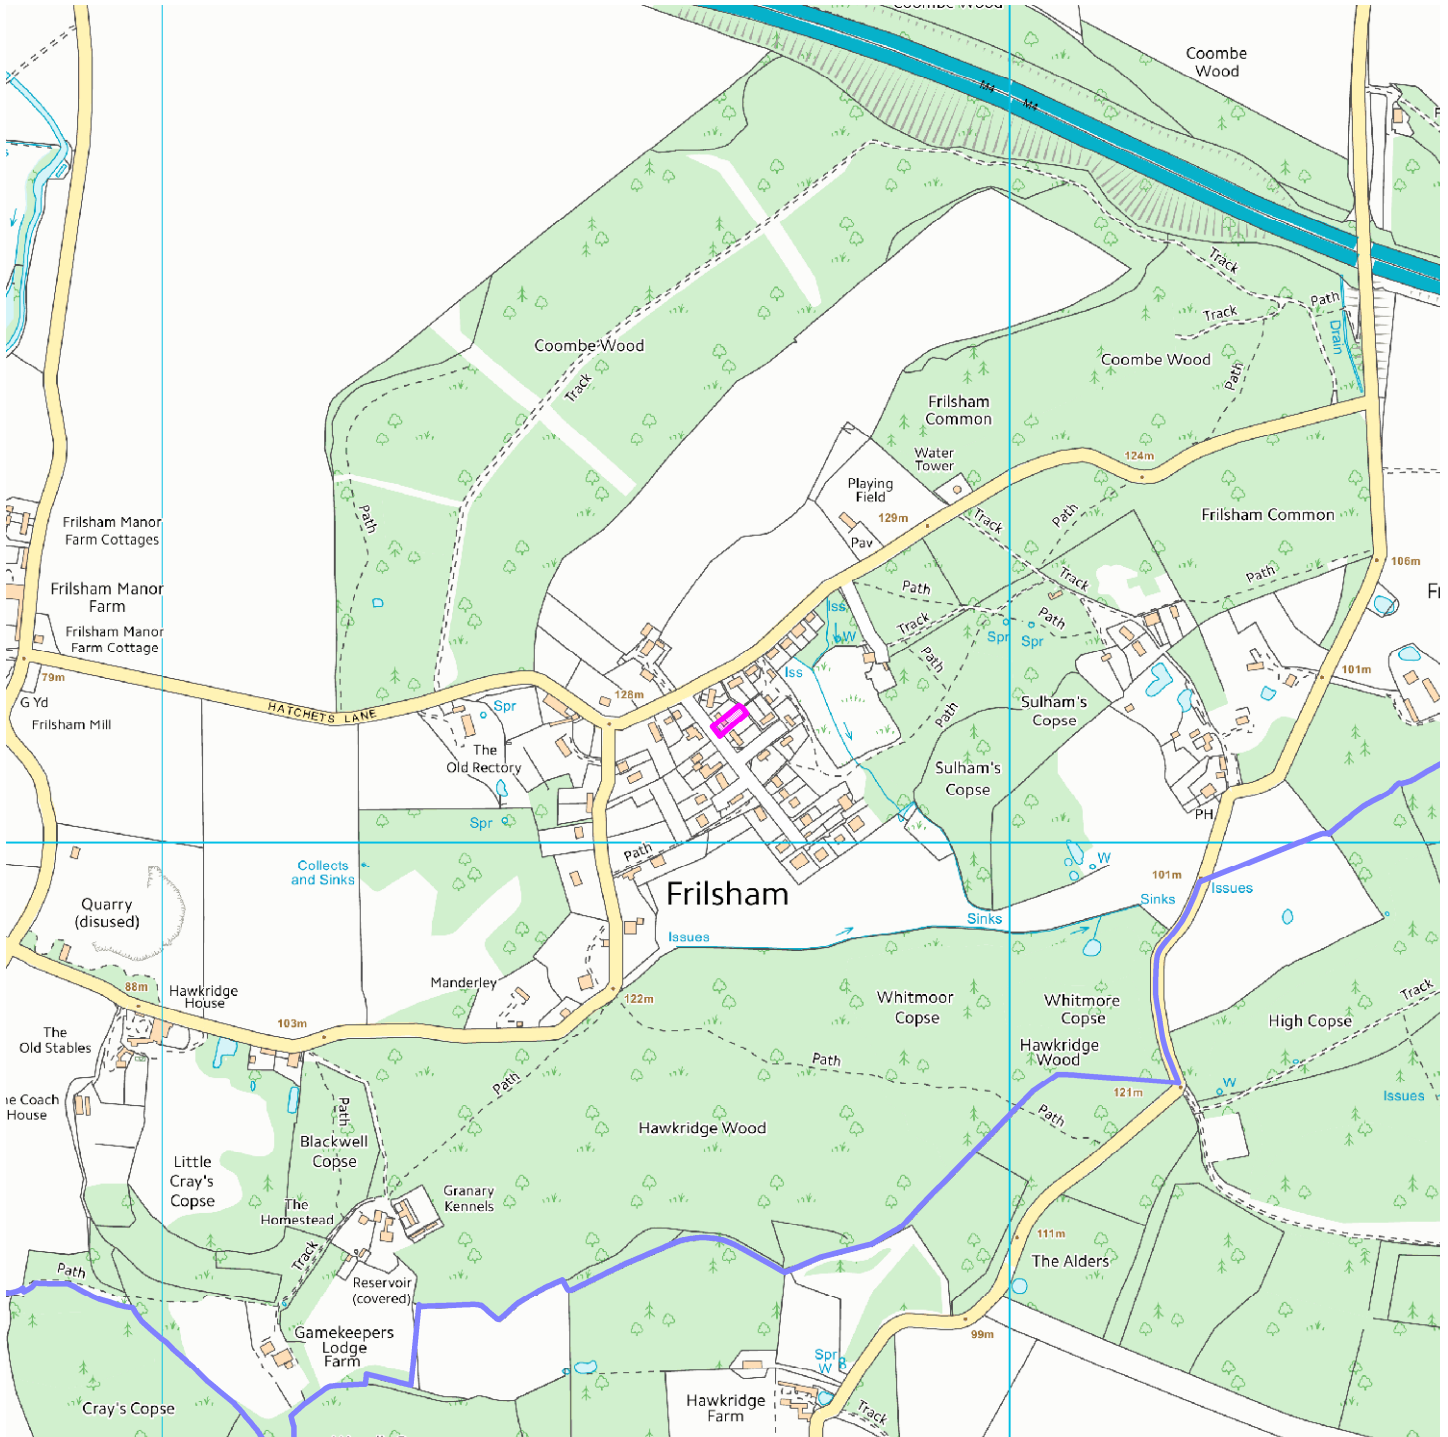 Coombe
Wood
M4
M4
Track
Path
Track
Drain
Coombe Wood
Coombe Wood
Track
Path
Frilsham
Common
124m
Water
Tower
Playing
Field
129m
Track
Path
Frilsham Common
Path
Pav
Frilsham Manor
Farm Cottages
106m
Track
Path
Path
Frilsham Manor
Farm
Iss
Path
Track
W
Spr
Spr
Frilsham Manor
Farm Cottage
Path
79m
Iss
101m
128m
G Yd
HATCHETS LANE
Spr
Sulham's
Copse
Path
Frilsham Mill
The
Old Rectory
Sulham's
Copse
Spr
PH
Path
W
Collects
and Sinks
101m
Issues
Frilsham
Sinks
Sinks
Quarry
(disused)
Issues
Manderley
88m
Hawkridge
House
122m
Whitmoor
Copse
Whitmore
Copse
Track
103m
High Copse
The
Old Stables
Hawkridge
Wood
Path
Path
W
121m
Issues
House
Path
Path
Hawkridge Wood
Blackwell
Copse
Little
Cray's
Copse
Granary
Kennels
The
Homestead
111m
The Alders
Track
Path
Reservoir
(covered)
99m
Gamekeepers
Lodge
Farm
Spr
W
Hawkridge
Farm
Cray's Copse
Track